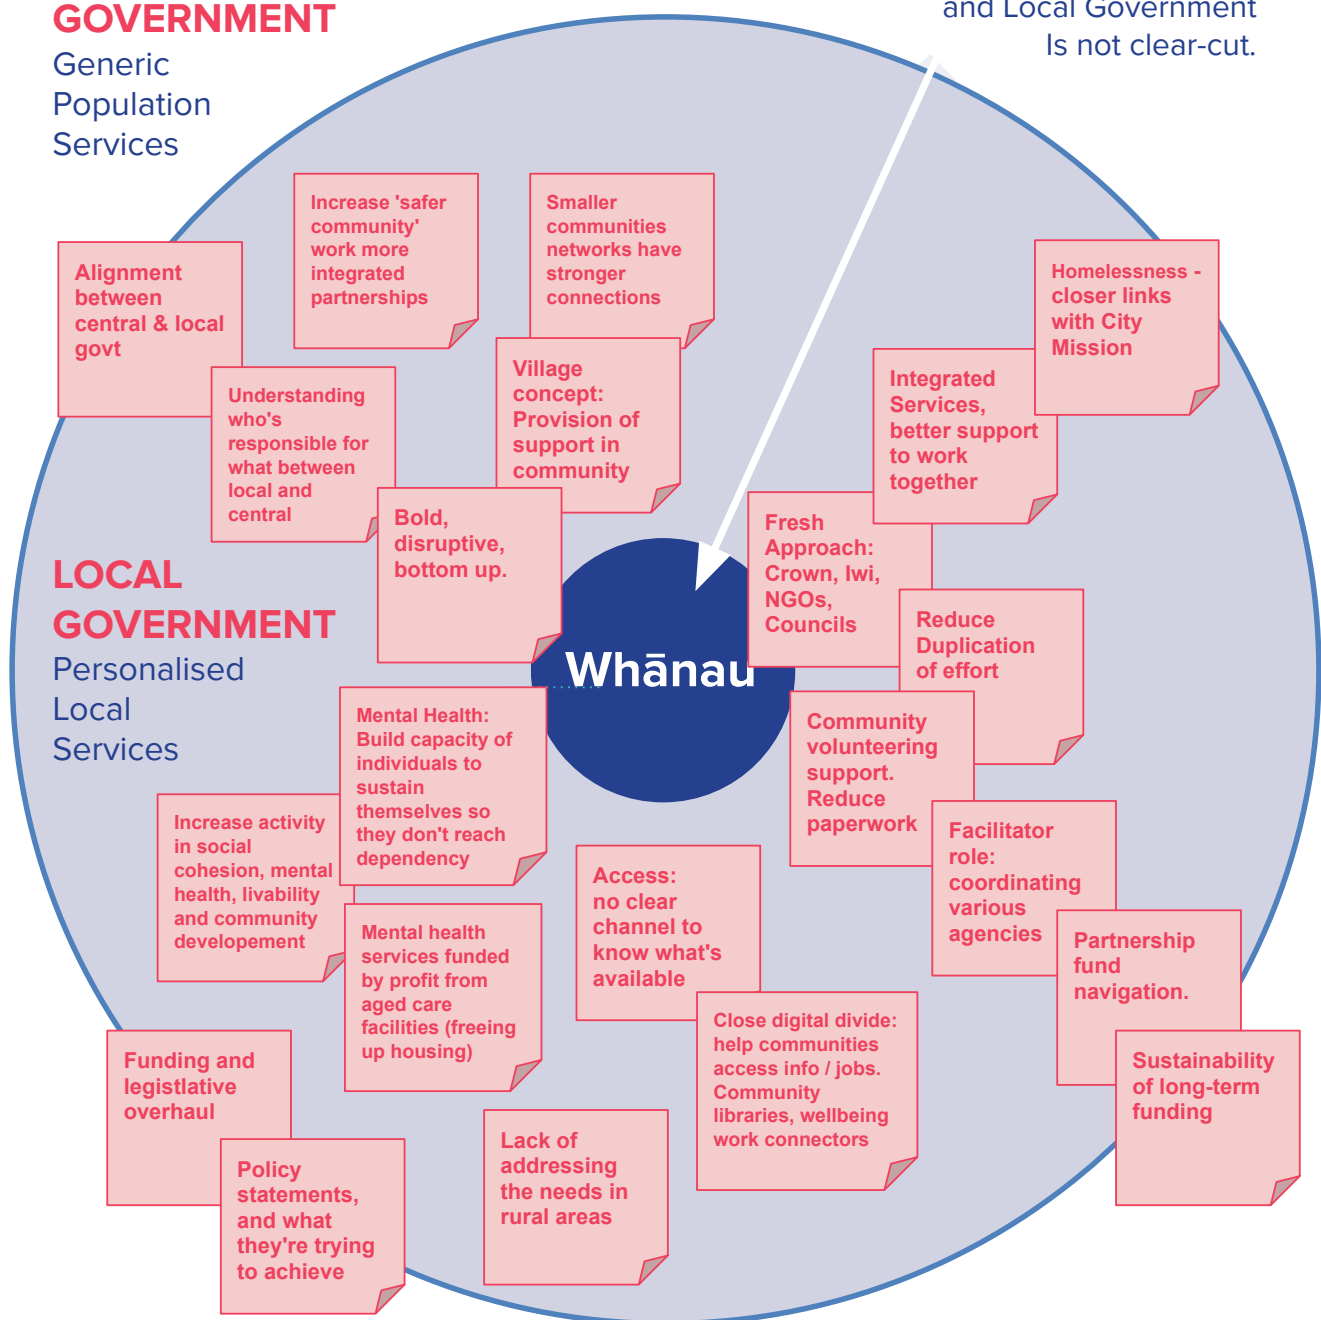 GOVERNMENT
Generic
Population
Services
and Local Government
Is not clear-cut.
Increase 'safer
community'
work more
integrated
partnerships
Smaller
communities
networks have
stronger
connections
Alignment
between
central & local
govt
Homelessness -
closer links
with City
Mission
Understanding
who's
responsible for
what between
local and
central
Village
concept:
Provision of
support in
community
Integrated
Services,
better support
to work
together
Bold,
disruptive,
bottom up.
Fresh
Approach:
Crown, Iwi,
NGOs,
Councils
LOCAL
GOVERNMENT
Personalised
Local
Services
Whānau
Reduce
Duplication
of effort
Mental Health:
Build capacity of
individuals to
sustain
themselves so
they don't reach
dependency
Community
volunteering
support.
Reduce
paperwork
Increase activity
in social
cohesion, mental
health, livability
and community
developement
Facilitator
role:
coordinating
various
agencies
Access:
no clear
channel to
know what's
available
Mental health
services funded
by profit from
aged care
facilities (freeing
up housing)
Partnership
fund
navigation.
Close digital divide:
help communities
access info / jobs.
Community
libraries, wellbeing
work connectors
Funding and
legistlative
overhaul
Sustainability
of long-term
funding
Lack of
addressing
the needs in
rural areas
Policy
statements,
and what
they're trying
to achieve